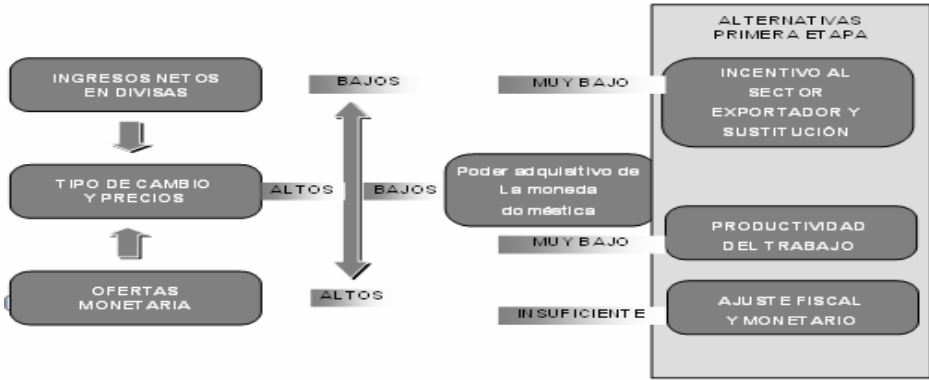 ALTERNATIVAS
PRIMERA ETAPA
INGRESOS NETOS
EN DIVISAS
BAJOS
MUY BAJO
INCENTIVO AL
SECTOR
EXPORTADOR Y
SUSTITUCIÓN
TIPO DE CAMBIO
Y PRECIOS
ALTOS
BAJOS
Poder adquisitivo de
La moneda
doméstica
MUY BAJO
PRODUCTIVIDAD
DEL TRABAJO
OFERTAS
MONETARIA
ALTOS
INSUFICIENTE
AJUSTE FISCAL
Y MONETARIO